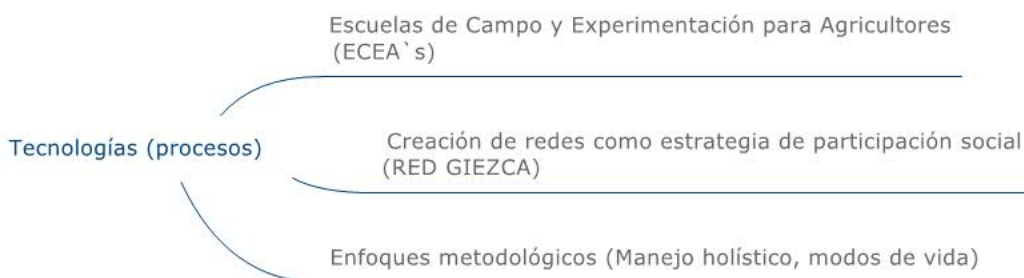 Escuelas de Campo y Experimentación para Agricultores
(ECEA`s)
Tecnologías (procesos)
Creación de redes como estrategia de participación social
(RED GIEZCA)
Enfoques metodológicos (Manejo holístico, modos de vida)